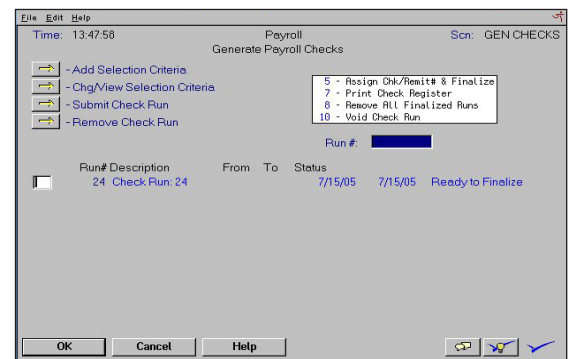 File Edit Help
Time: 13:47:58 Payroll Scn: GEN CHECKS
Generate Payroll Checks
- Add Selection Criteria
- Chg/View Selection Criteria
- Submit Check Run
- Remove Check Run
5 - Assign Chk/Remit# & Finalize
7 - Print Check Register
8 - Remove All Finalized Runs
10 - Void Check Run
Run #:
Run# Description From To Status
24 Check Run: 24 7/15/05 7/15/05 Ready to Finalize
OK Cancel Help